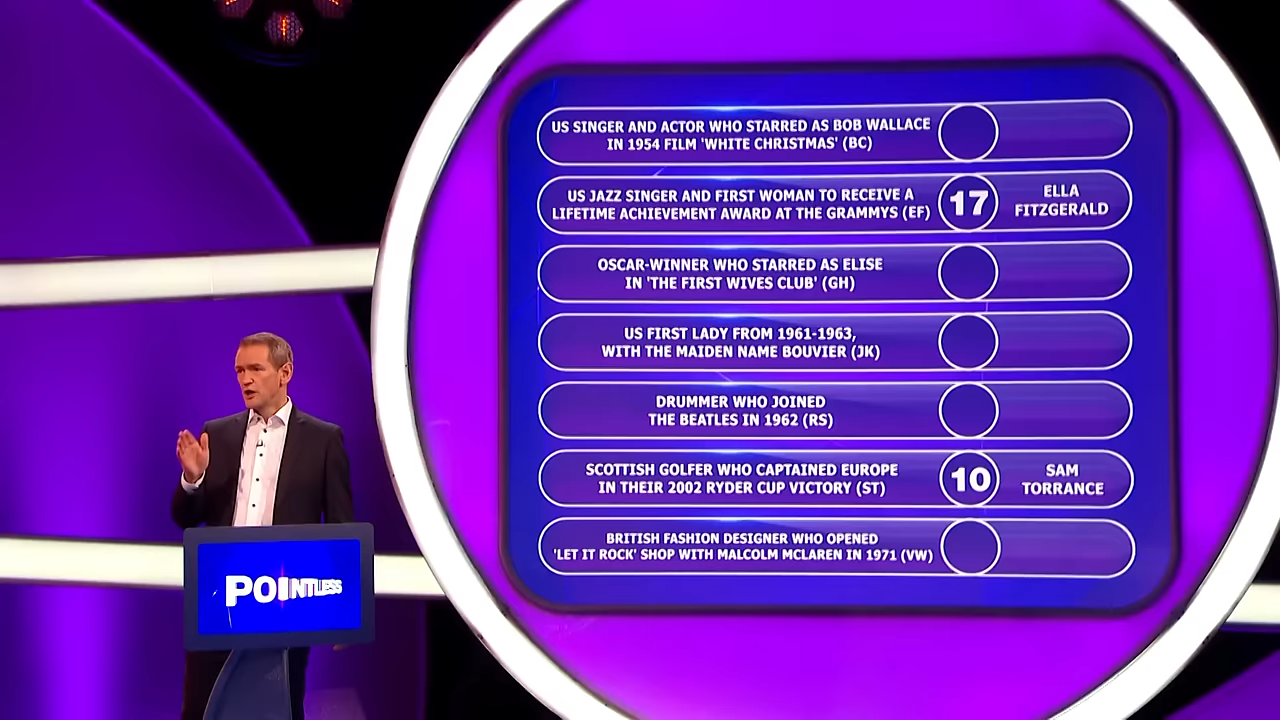 US SINGER AND ACTOR WHO STARRED AS BOB WALLACE
IN 1954 FILM 'WHITE CHRISTMAS' (BC)
US JAZZ SINGER AND FIRST WOMAN TO RECEIVE A
LIFETIME ACHIEVEMENT AWARD AT THE GRAMMYS (EF)
17
ELLA
FITZGERALD
OSCAR-WINNER WHO STARRED AS ELISE
IN 'THE FIRST WIVES CLUB' (GH)
US FIRST LADY FROM 1961-1963,
WITH THE MAIDEN NAME BOUVIER (JK)
DRUMMER WHO JOINED
THE BEATLES IN 1962 (RS)
SCOTTISH GOLFER WHO CAPTAINED EUROPE
IN THEIR 2002 RYDER CUP VICTORY (ST)
10
SAM
TORRANCE
BRITISH FASHION DESIGNER WHO OPENED
'LET IT ROCK' SHOP WITH MALCOLM MCLAREN IN 1971 (VW)
POINTLESS